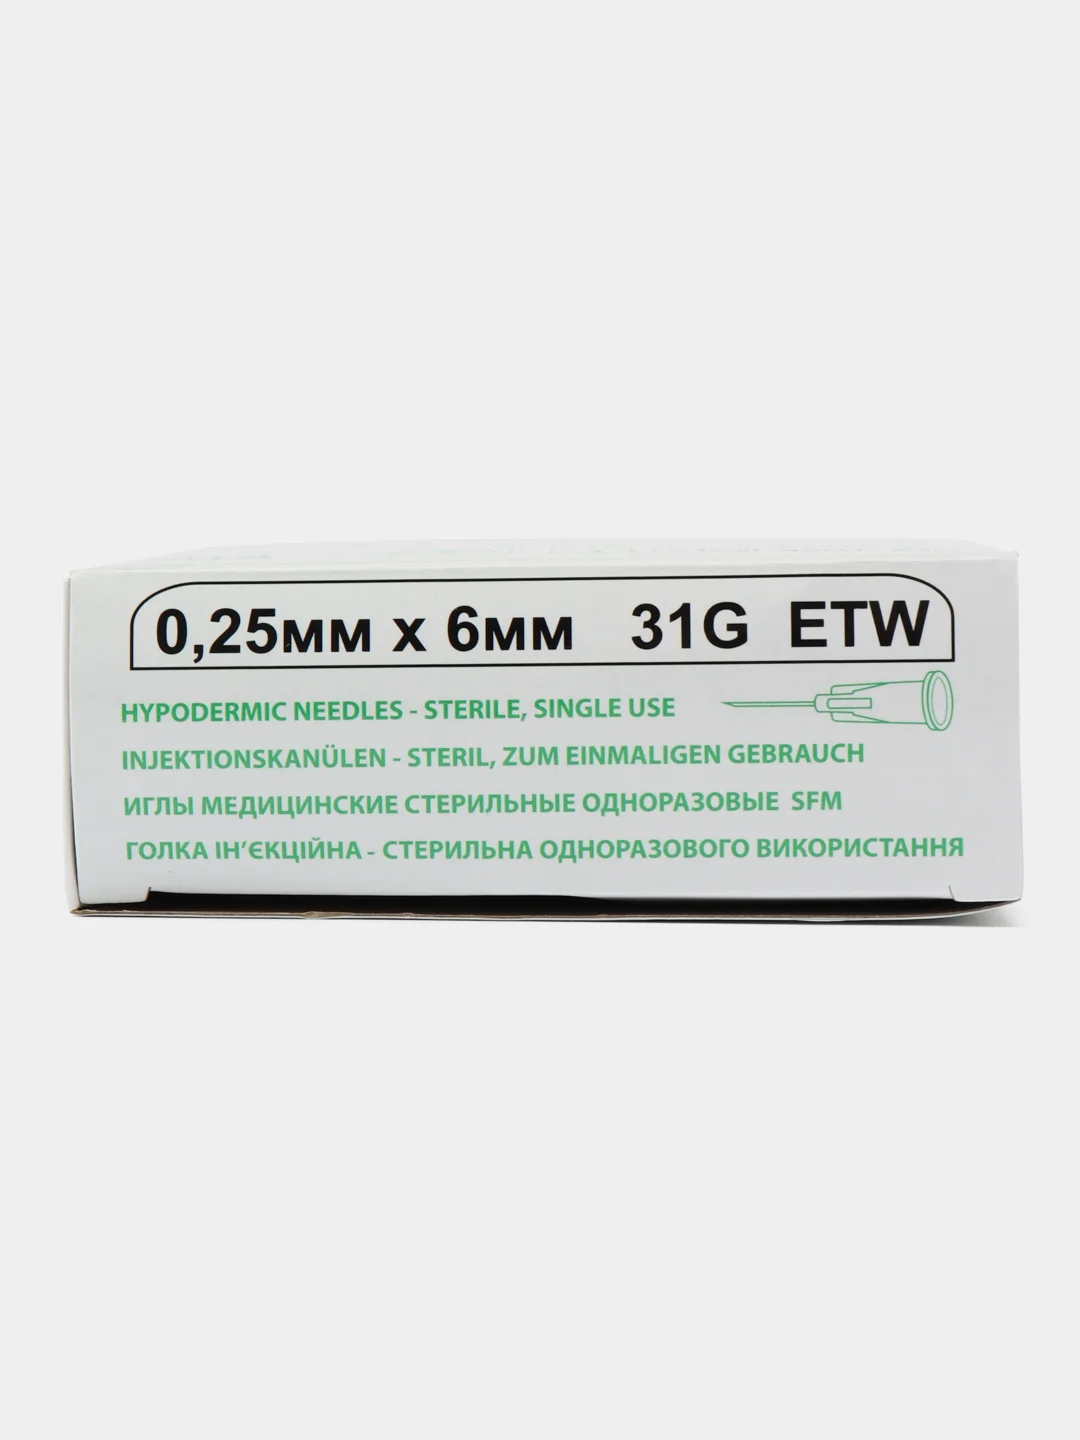 0,25мм x 6мм 31G ETW
HYPODERMIC NEEDLES - STERILE, SINGLE USE
INJEKTIONSKANÜLEN - STERIL, ZUM EINMALIGEN GEBRAUCH
ИГЛЫ МЕДИЦИНСКИЕ СТЕРИЛЬНЫЕ ОДНОРАЗОВЫЕ SFM
ГОЛКА ІН'ЄКЦІЙНА - СТЕРИЛЬНА ОДНОРАЗОВОГО ВИКОРИСТАННЯ